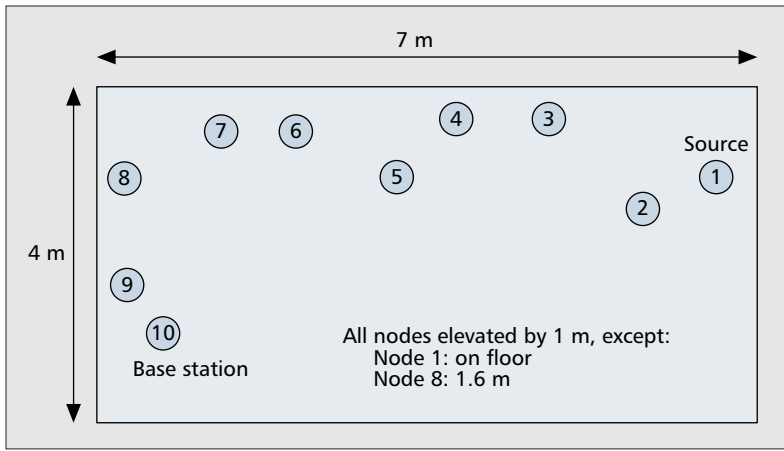 7 m
4
3
7
6
Source
8
5
1
2
4 m
9
10
Base station
All nodes elevated by 1 m, except:
Node 1: on floor
Node 8: 1.6 m